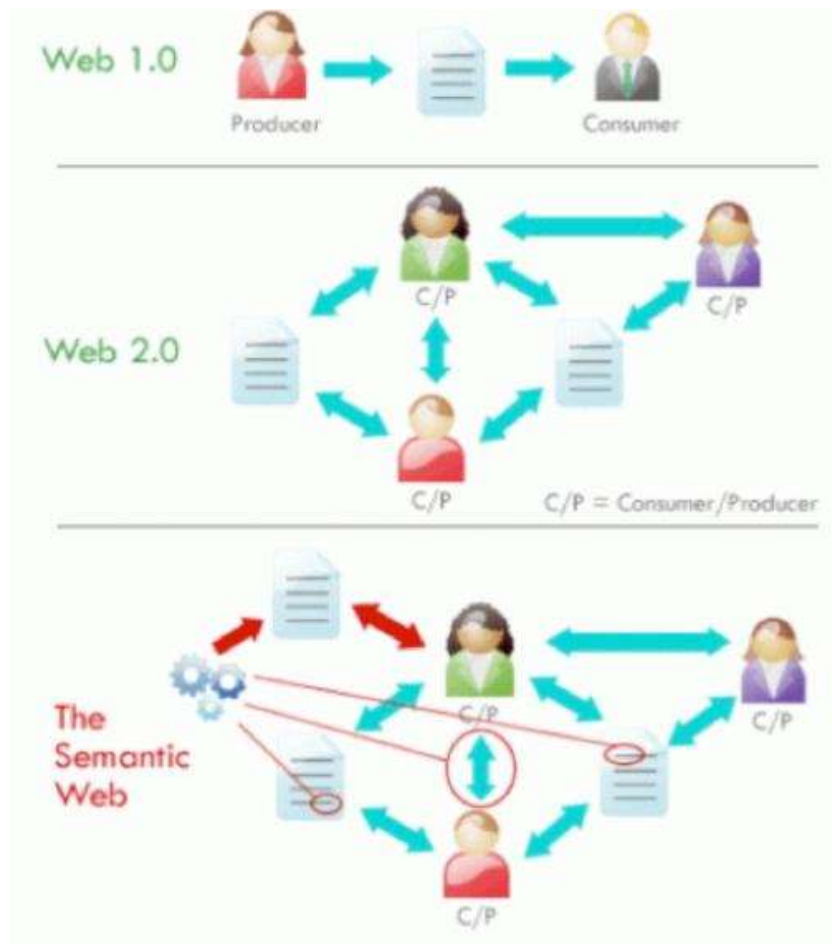 Web 1.0
Producer
Consumer
C/P
C/P
Web 2.0
C/P
C/P = Consumer/Producer
The
Semantic
Web
C/P
C/P
C/P